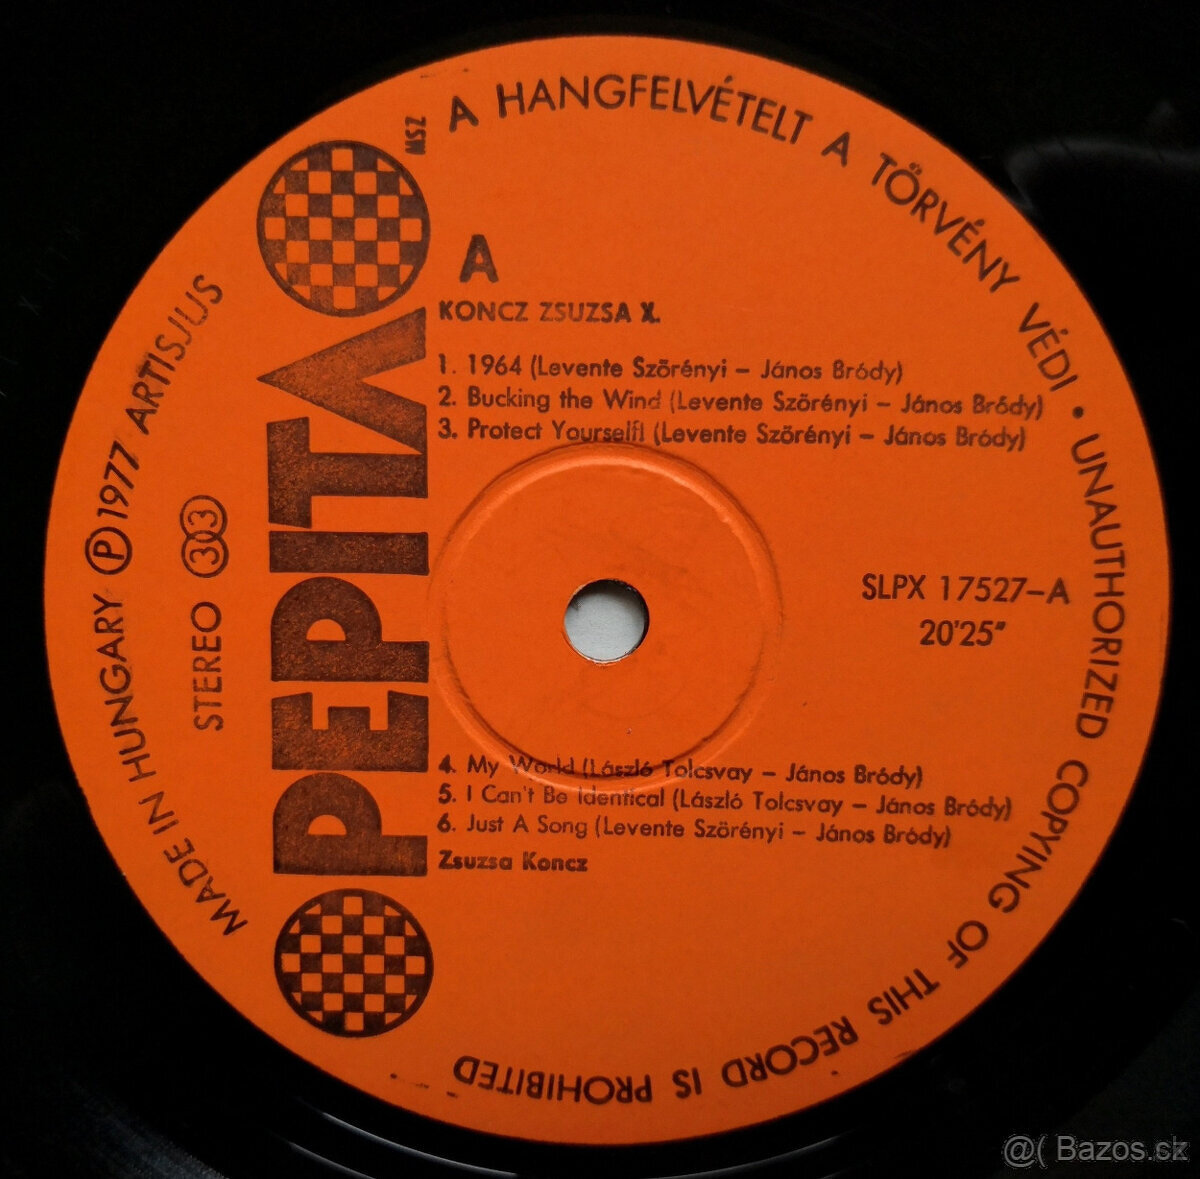 A HANGFELVÉTELT A TÖRVÉNY VÉDI • UNAUTHORIZED COPYING OF THIS RECORD IS PROHIBITED
MADE IN HUNGARY Ⓟ 1977 ARTISJUS
STEREO 33
PEPITA
MSZ
A
KONCZ ZSUZSA X.
1. 1964 (Levente Szörényi – János Bródy)
2. Bucking the Wind (Levente Szörényi – János Bródy)
3. Protect Yourself! (Levente Szörényi – János Bródy)
SLPX 17527-A
20'25"
4. My World (László Tolcsvay – János Bródy)
5. I Can't Be Identical (László Tolcsvay – János Bródy)
6. Just A Song (Levente Szörényi – János Bródy)
Zsuzsa Koncz
@( Bazos.cz